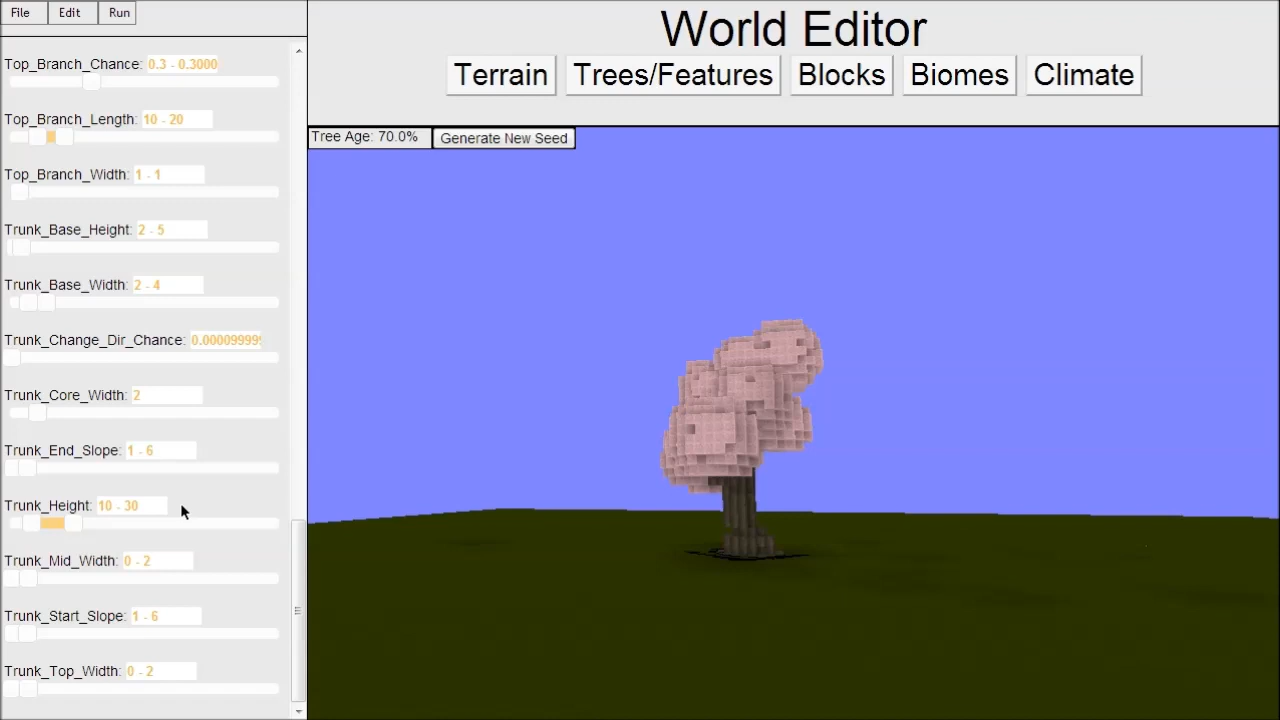 File Edit Run
World Editor
Terrain Trees/Features Blocks Biomes Climate
Tree Age: 70.0% Generate New Seed
Top_Branch_Chance: 0.3 - 0.3000
Top_Branch_Length: 10 - 20
Top_Branch_Width: 1 - 1
Trunk_Base_Height: 2 - 5
Trunk_Base_Width: 2 - 4
Trunk_Change_Dir_Chance: 0.000099999
Trunk_Core_Width: 2
Trunk_End_Slope: 1 - 6
Trunk_Height: 10 - 30
Trunk_Mid_Width: 0 - 2
Trunk_Start_Slope: 1 - 6
Trunk_Top_Width: 0 - 2